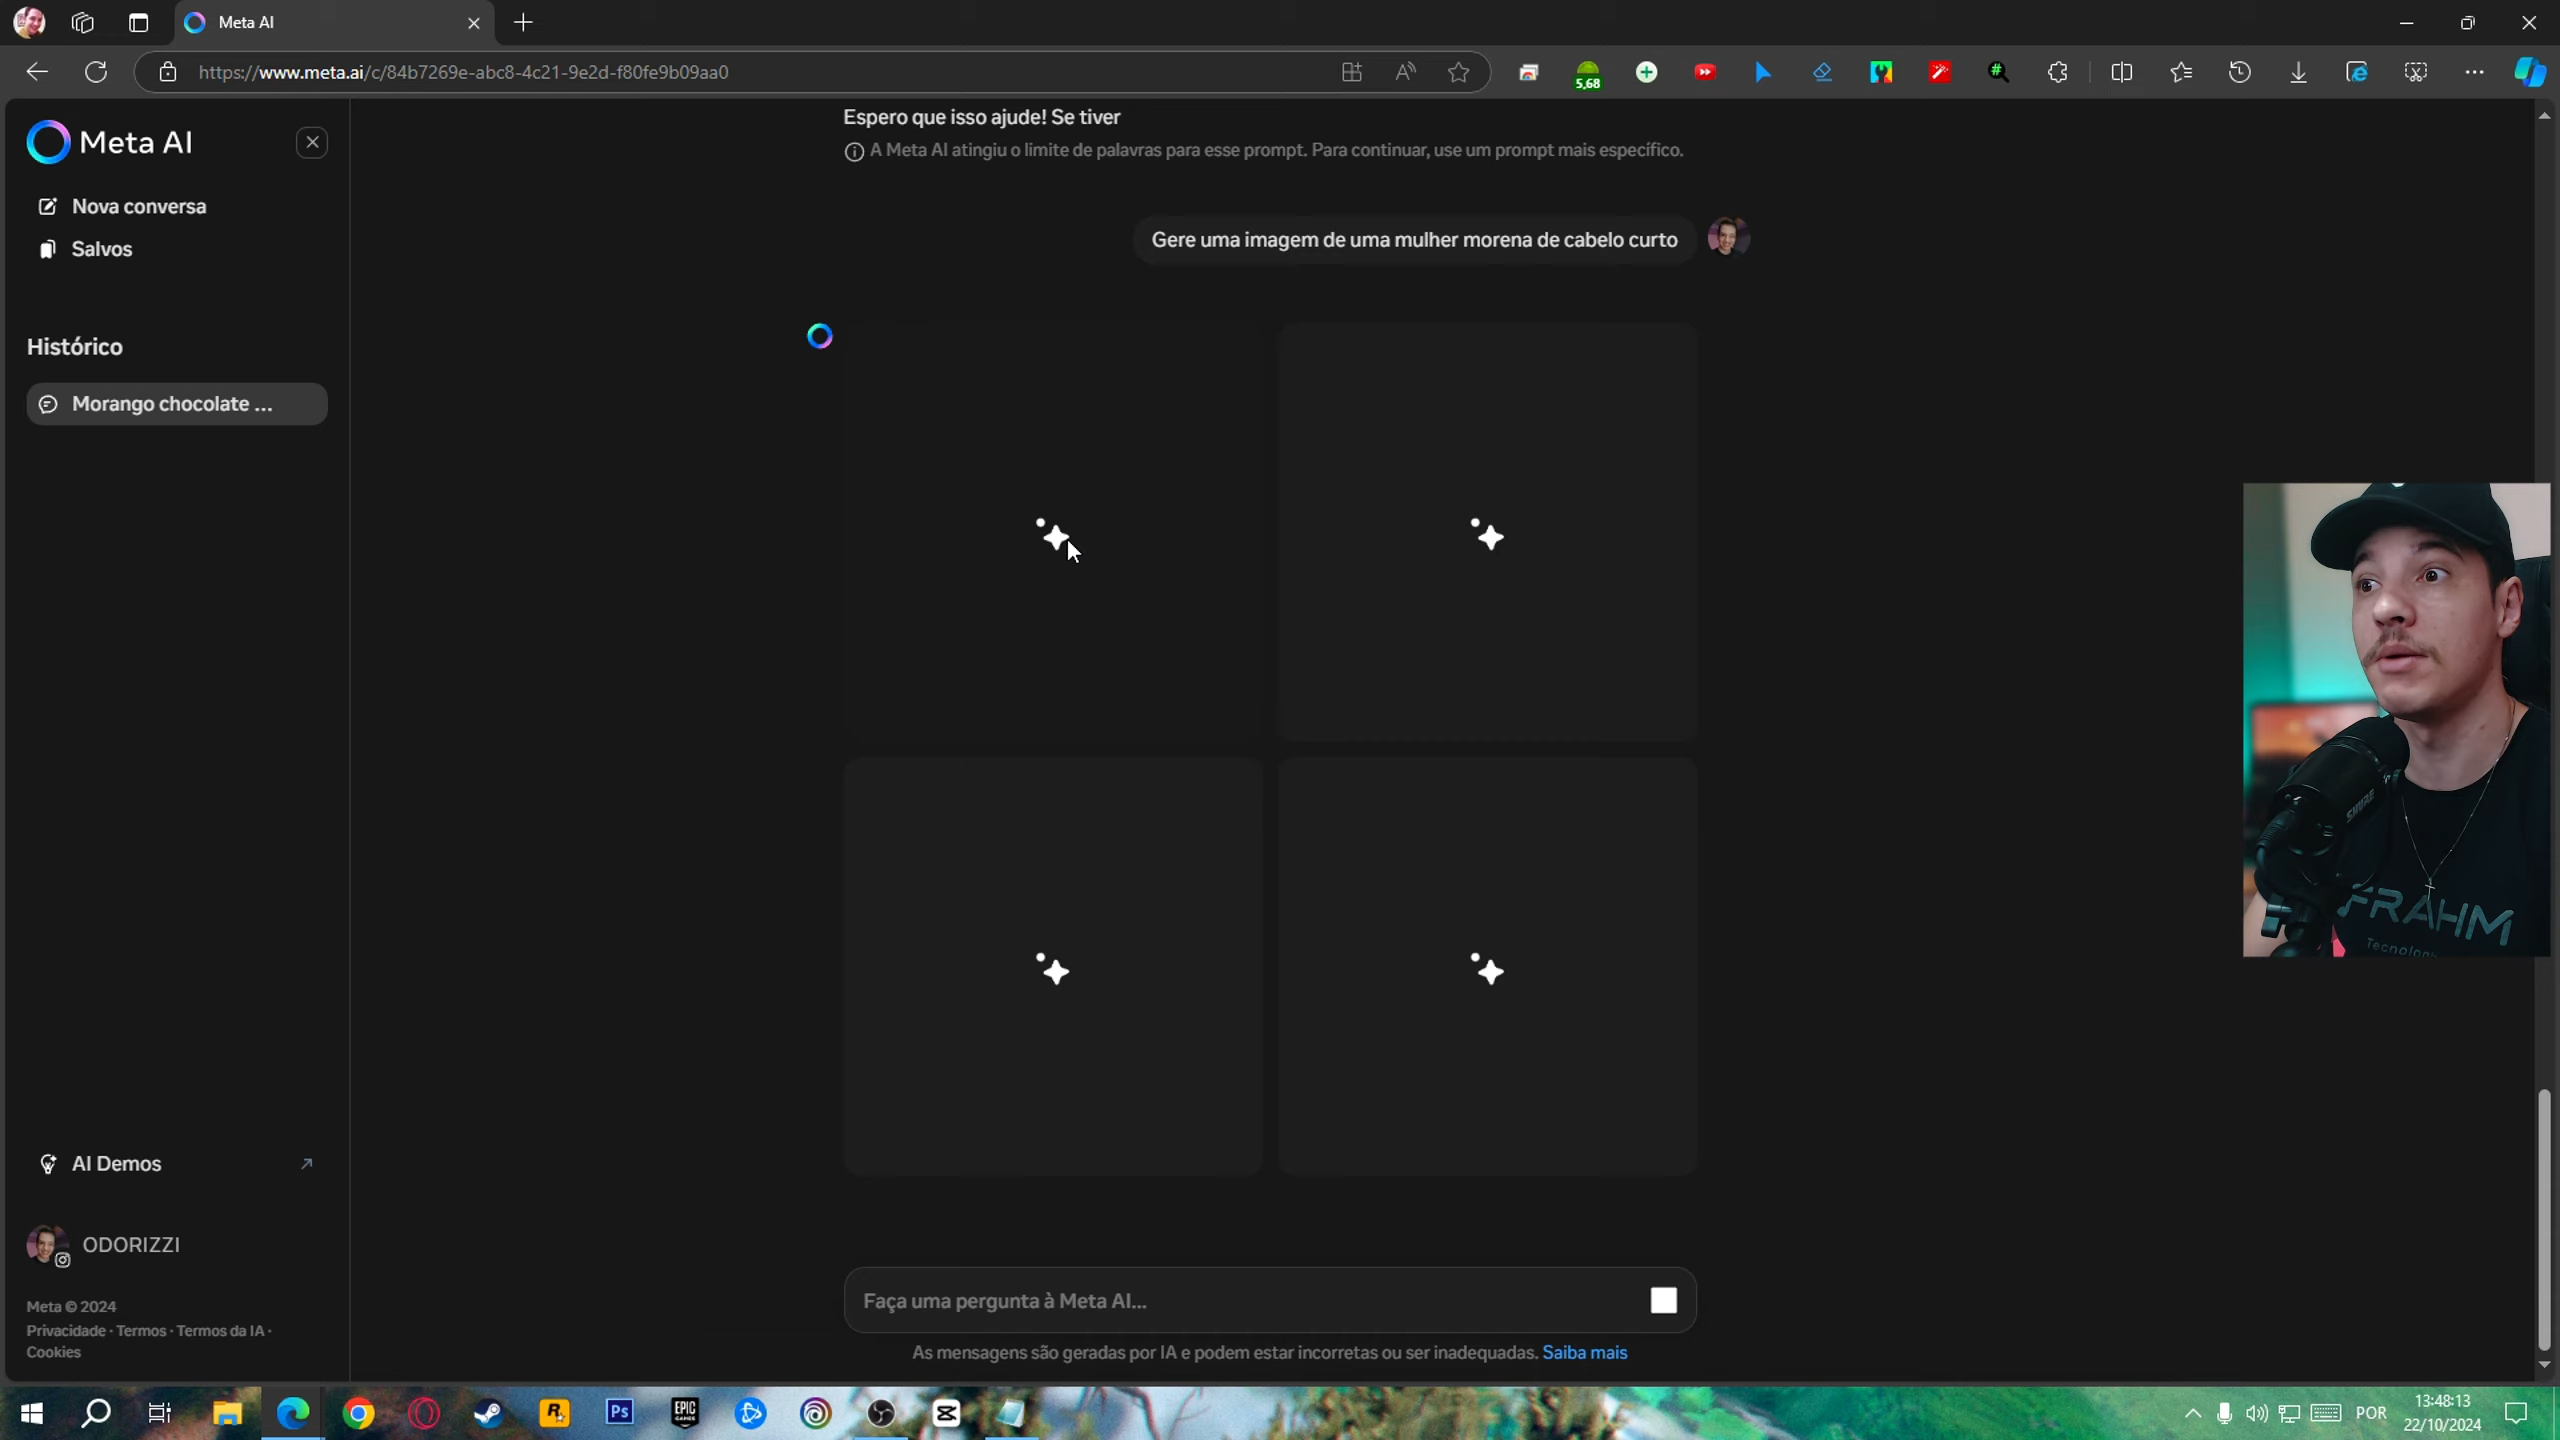 Meta AI
https://www.meta.ai/c/84b7269e-abc8-4c21-9e2d-f80fe9b09aa0
5,68
Meta AI
Nova conversa
Salvos
Histórico
Morango chocolate ...
AI Demos
ODORIZZI
Meta © 2024
Privacidade · Termos · Termos da IA ·
Cookies
Espero que isso ajude! Se tiver
A Meta AI atingiu o limite de palavras para esse prompt. Para continuar, use um prompt mais específico.
Gere uma imagem de uma mulher morena de cabelo curto
Faça uma pergunta à Meta AI...
As mensagens são geradas por IA e podem estar incorretas ou ser inadequadas. Saiba mais
SHURE
FRAHM
Ps
EPIC
GAMES
POR
13:48:13
22/10/2024